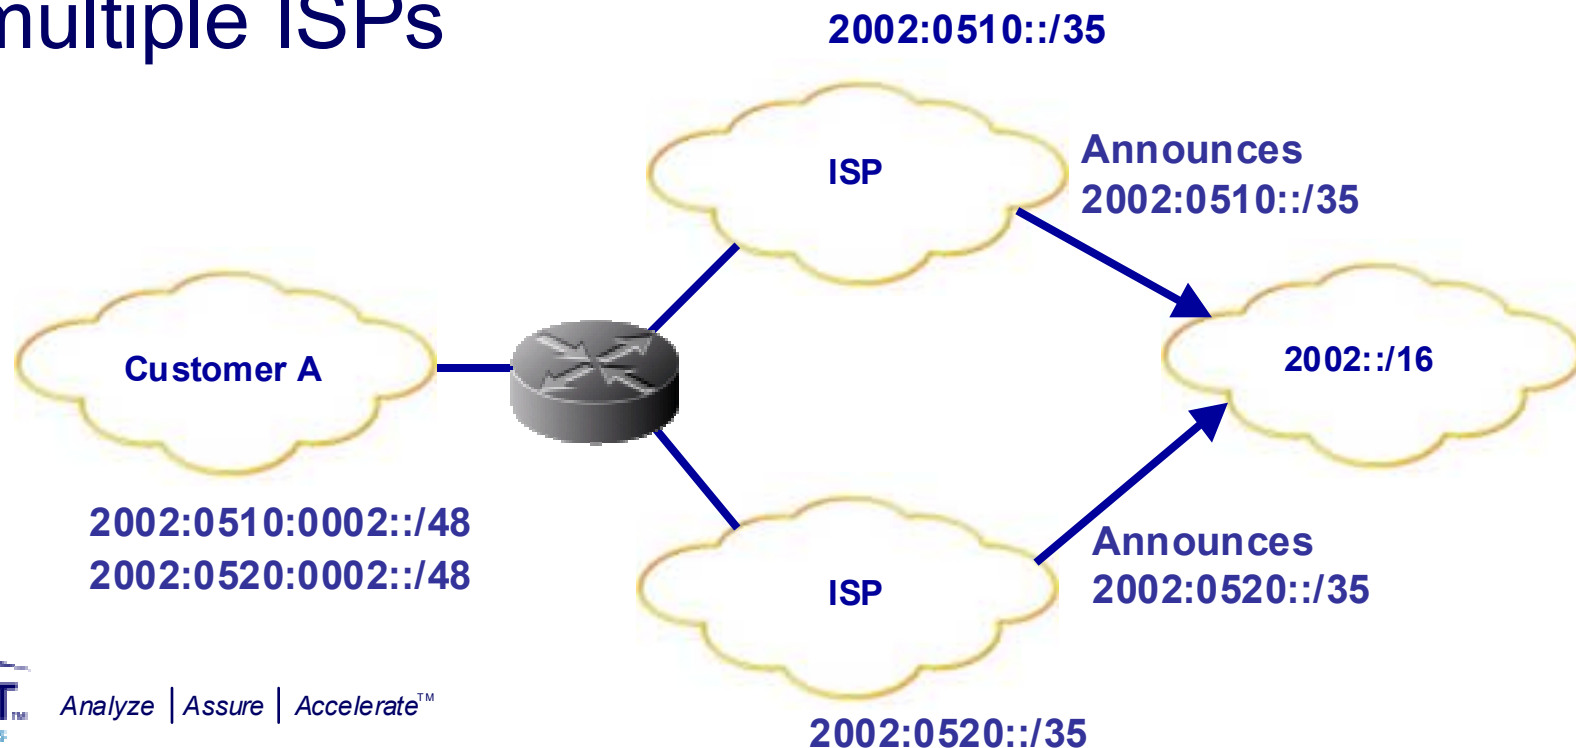 multiple ISPs
2002:0510::/35
ISP
Announces
2002:0510::/35
Customer A
2002::/16
2002:0510:0002::/48
2002:0520:0002::/48
ISP
Announces
2002:0520::/35
2002:0520::/35
Analyze | Assure | Accelerate™